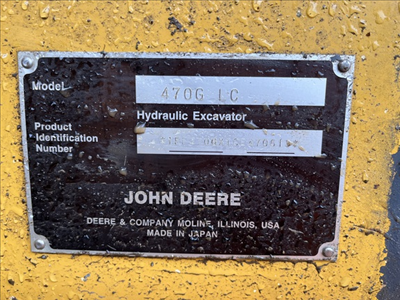 Model 470G LC
Hydraulic Excavator
Product
Identification
Number
JOHN DEERE
DEERE & COMPANY MOLINE, ILLINOIS, USA
MADE IN JAPAN